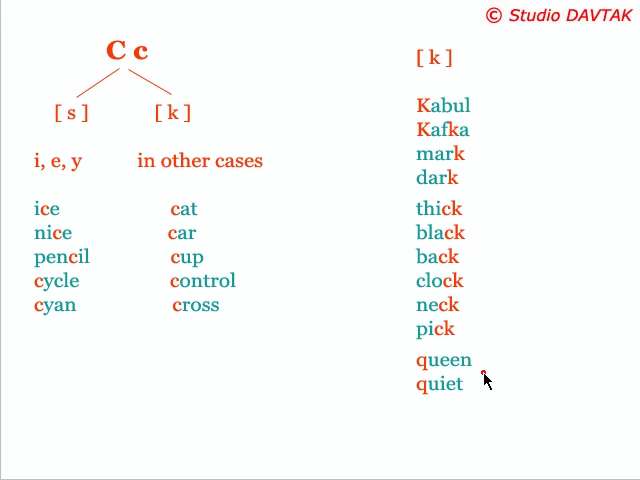 © Studio DAVTAK
C c
[ s ]
[ k ]
i, e, y
in other cases
ice
nice
pencil
cycle
cyan
cat
car
cup
control
cross
[ k ]
Kabul
Kafka
mark
dark
thick
black
back
clock
neck
pick
queen
quiet